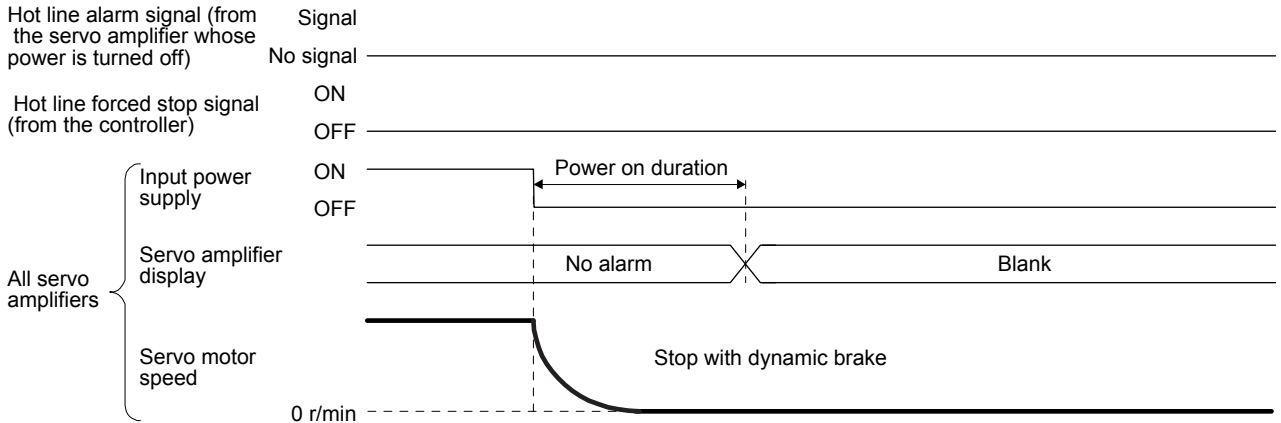 Hot line alarm signal (from
the servo amplifier whose
power is turned off)
Signal
No signal
Hot line forced stop signal
(from the controller)
ON
OFF
All servo
amplifiers
Input power
supply
ON
OFF
Power on duration
Servo amplifier
display
No alarm
Blank
Servo motor
speed
Stop with dynamic brake
0 r/min